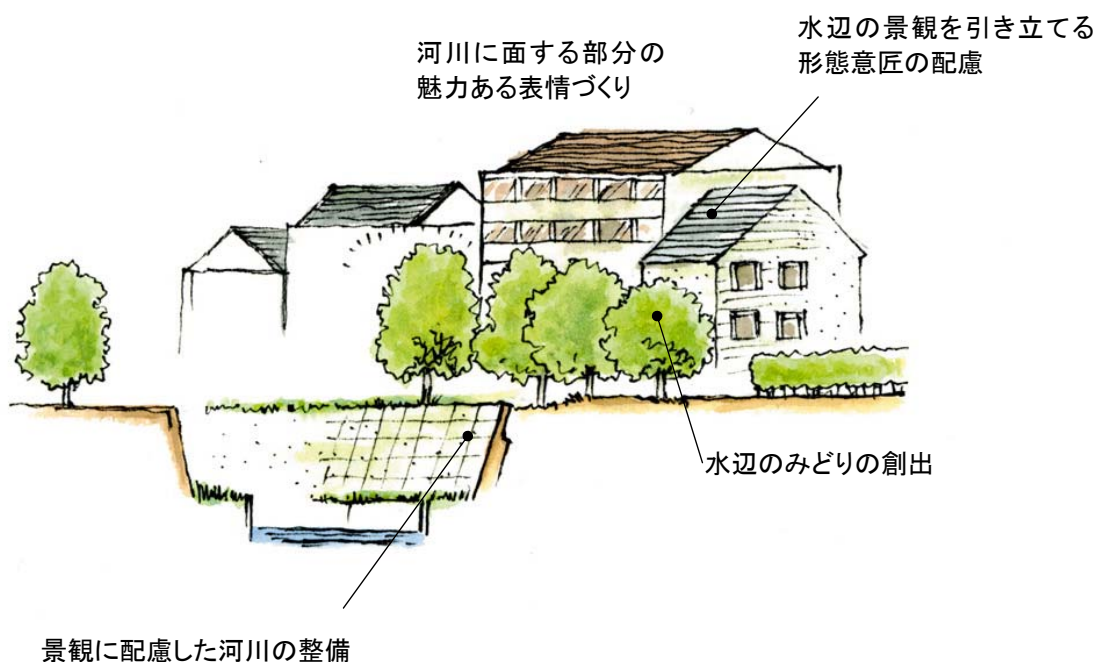 水辺の景観を引き立てる
形態意匠の配慮
河川に面する部分の
魅力ある表情づくり
水辺のみどりの創出
景観に配慮した河川の整備